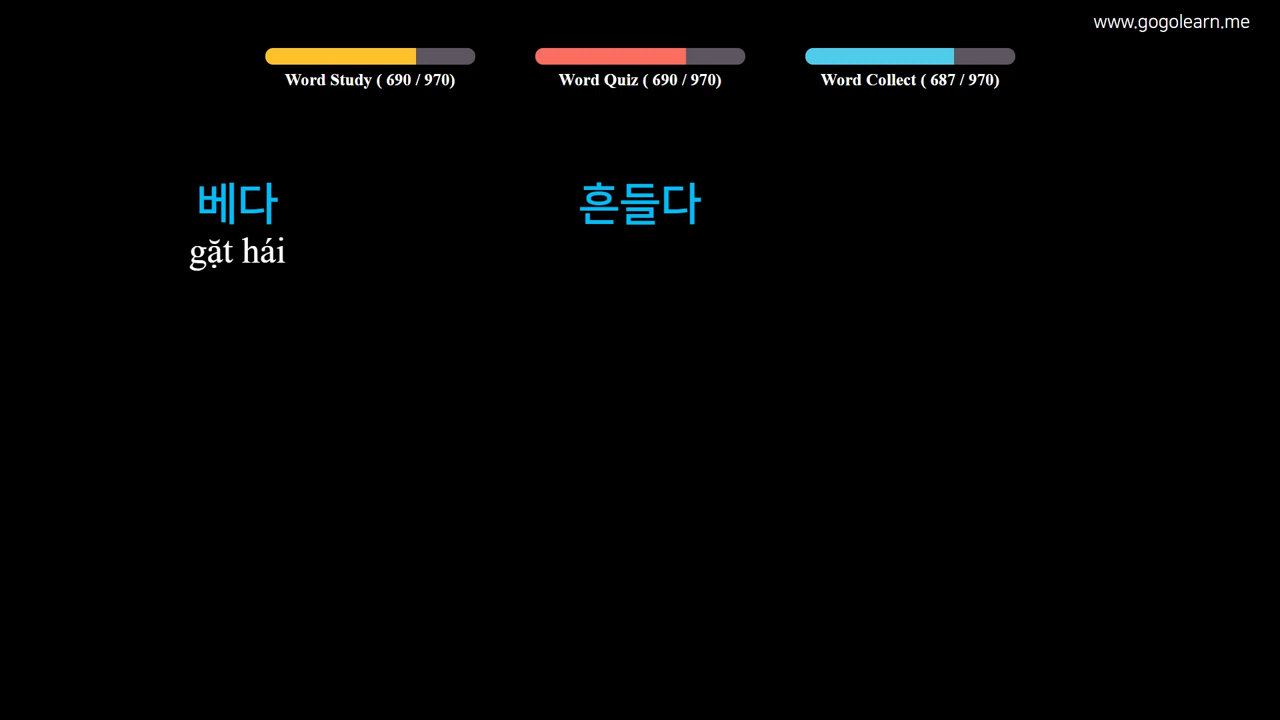 www.gogolearn.me
Word Study ( 690 / 970)
Word Quiz ( 690 / 970)
Word Collect ( 687 / 970)
베다
gặt hái
흔들다